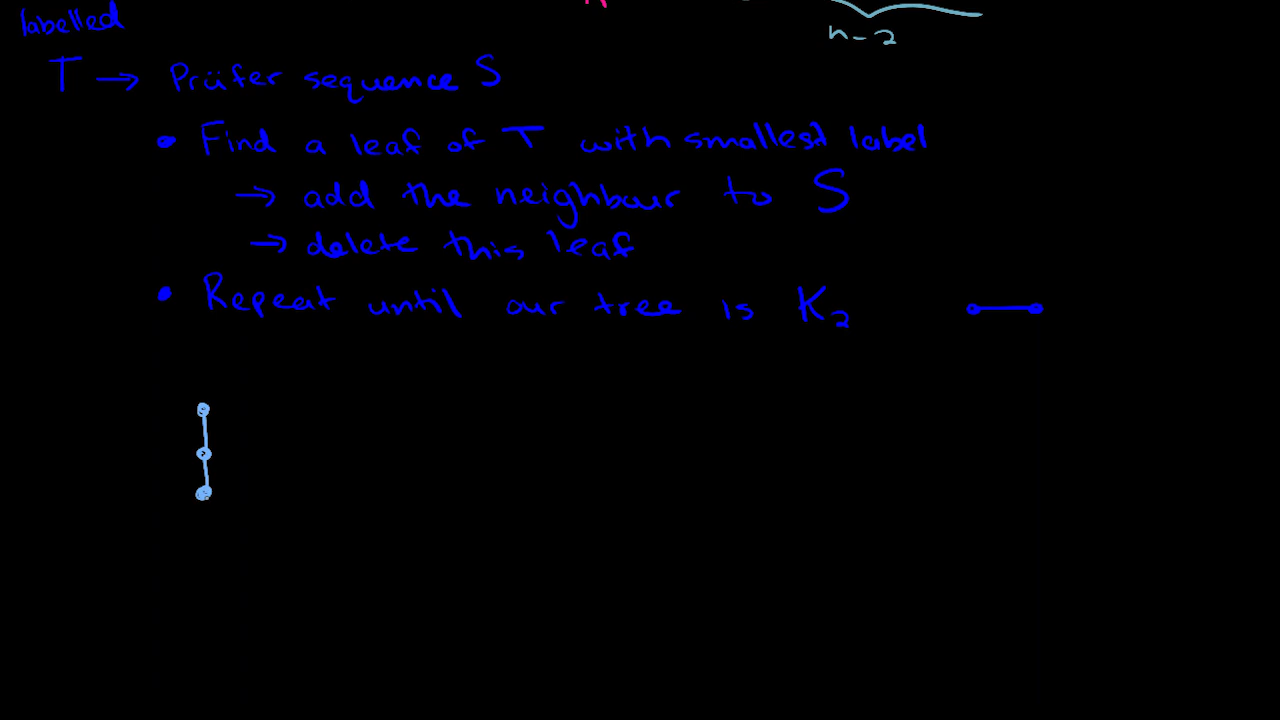 n-2
labelled
T → Prüfer sequence S
• Find a leaf of T with smallest label
→ add the neighbour to S
→ delete this leaf
• Repeat until our tree is K₂